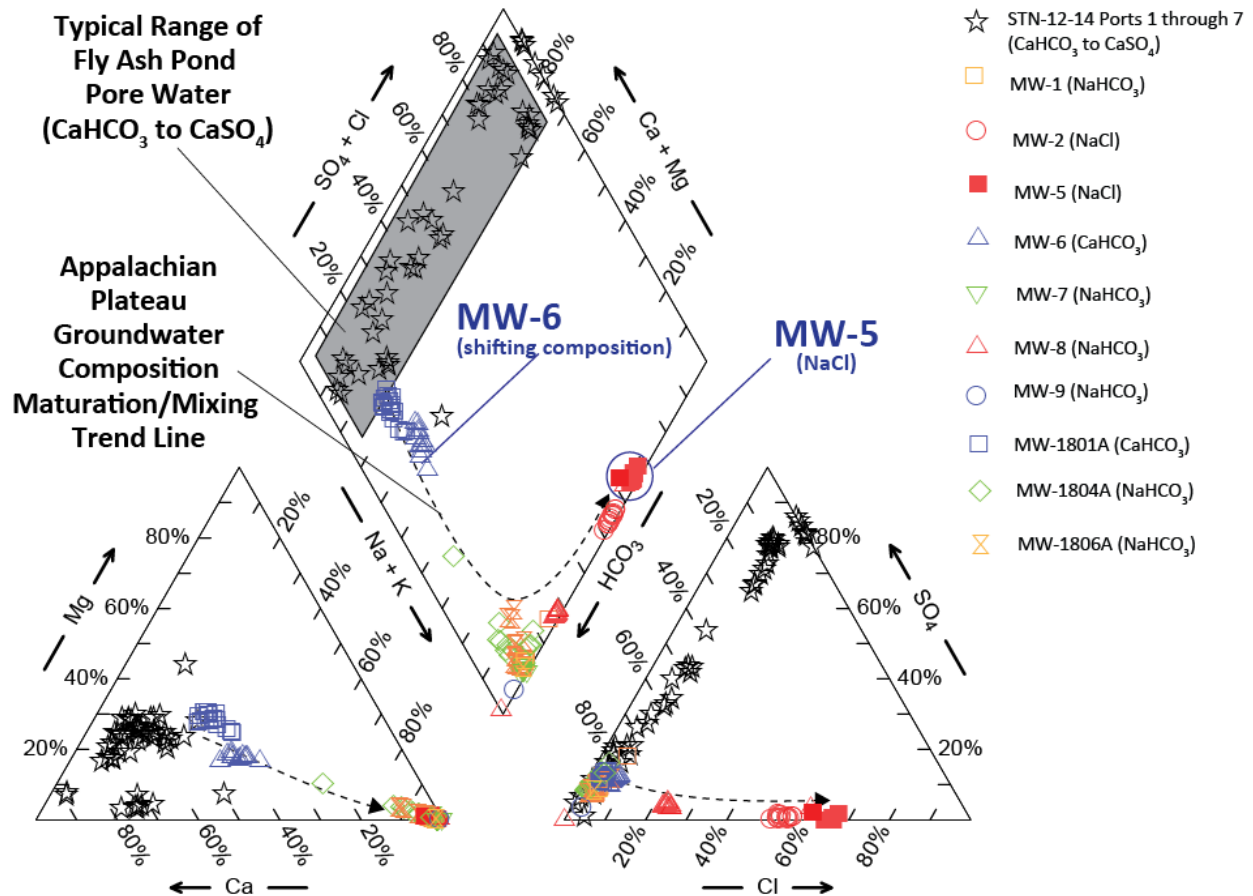 Typical Range of
Fly Ash Pond
Pore Water
(CaHCO₃ to CaSO₄)
Appalachian
Plateau
Groundwater
Composition
Maturation/Mixing
Trend Line
MW-6
(shifting composition)
MW-5
(NaCl)
SO₄ + Cl
80%
60%
40%
20%
Ca + Mg
80%
60%
40%
20%
Na + K
HCO₃
Mg
80%
60%
40%
20%
20%
40%
60%
80%
80%
60%
40%
20%
Ca
20%
40%
60%
80%
SO₄
80%
60%
40%
20%
20%
40%
60%
80%
Cl
STN-12-14 Ports 1 through 7
(CaHCO₃ to CaSO₄)
MW-1 (NaHCO₃)
MW-2 (NaCl)
MW-5 (NaCl)
MW-6 (CaHCO₃)
MW-7 (NaHCO₃)
MW-8 (NaHCO₃)
MW-9 (NaHCO₃)
MW-1801A (CaHCO₃)
MW-1804A (NaHCO₃)
MW-1806A (NaHCO₃)